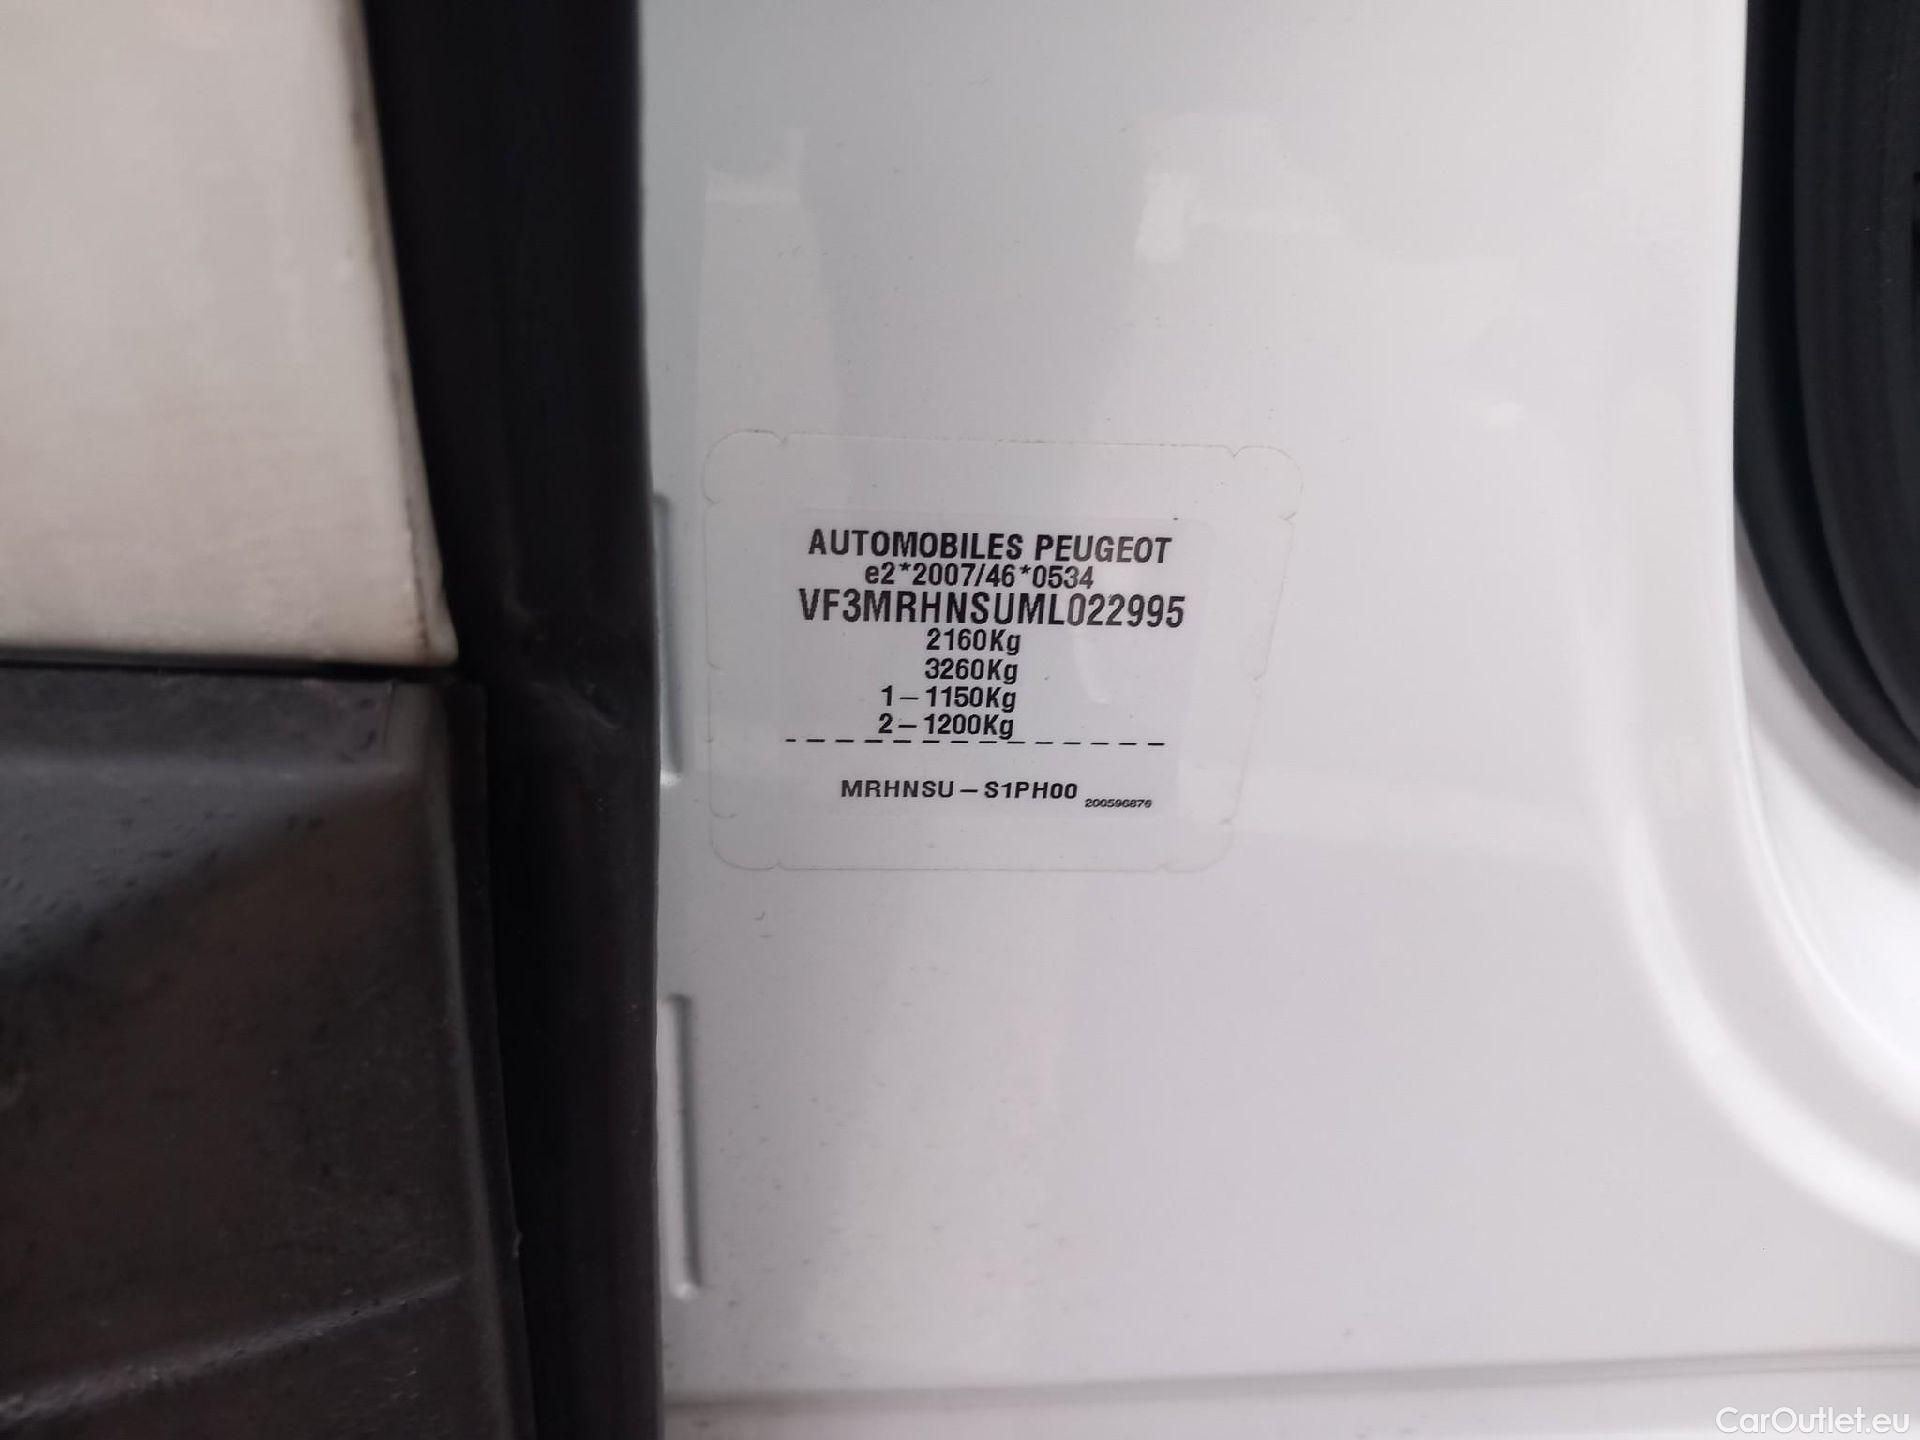 AUTOMOBILES PEUGEOT
e2*2007/46*0534
VF3MRHNSUML022995
2160Kg
3260Kg
1-1150Kg
2-1200Kg
MRHNSU-S1PH00
CarOutlet.eu